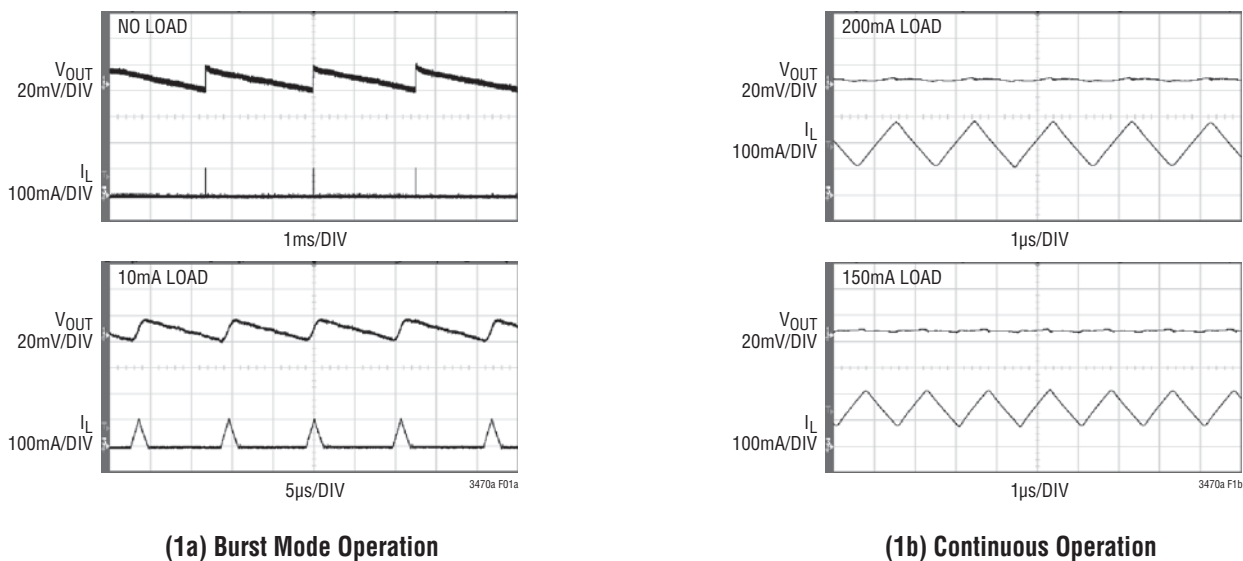 NO LOAD
VOUT
20mV/DIV
IL
100mA/DIV
1ms/DIV
10mA LOAD
VOUT
20mV/DIV
IL
100mA/DIV
5µs/DIV
3470a F01a
(1a) Burst Mode Operation
200mA LOAD
VOUT
20mV/DIV
IL
100mA/DIV
1µs/DIV
150mA LOAD
VOUT
20mV/DIV
IL
100mA/DIV
1µs/DIV
3470a F1b
(1b) Continuous Operation